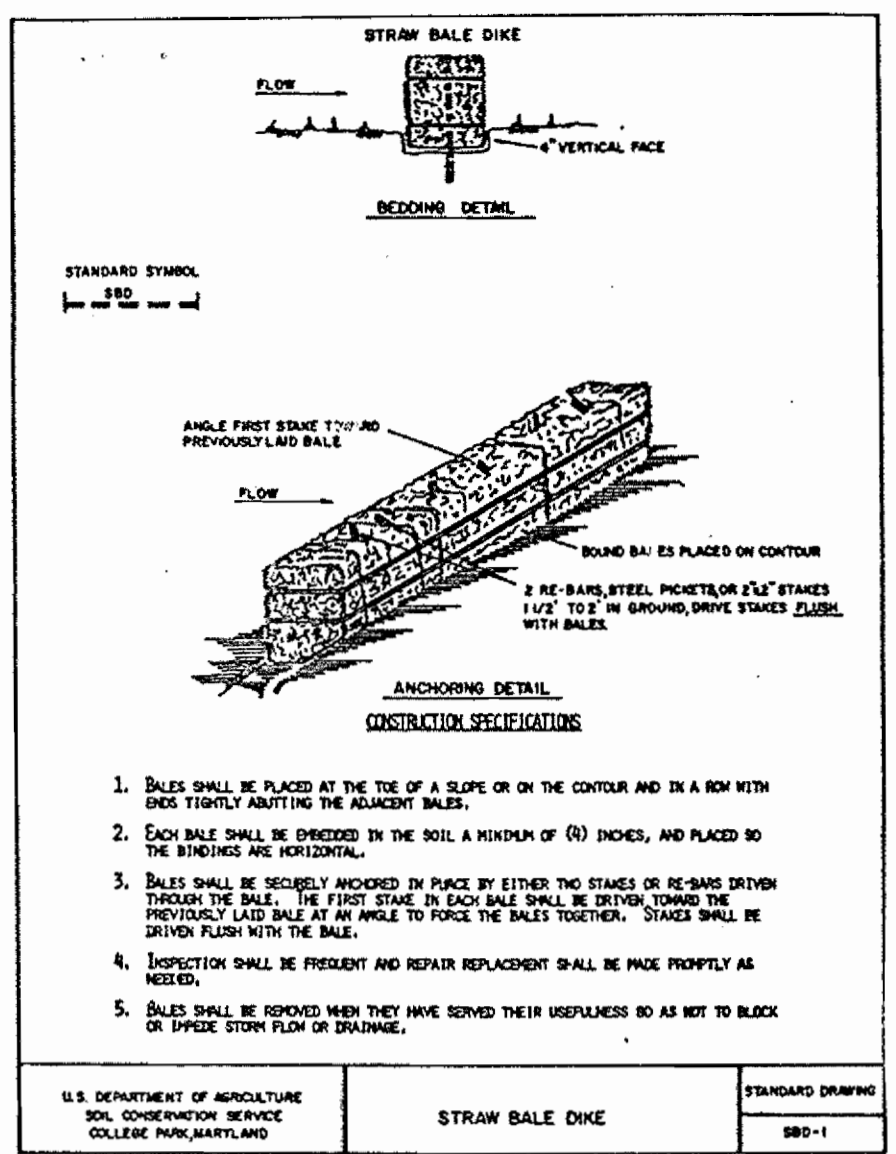 STRAW BALE DIKE
FLOW
4" VERTICAL FACE
BEDDING DETAIL
STANDARD SYMBOL
SBD
ANGLE FIRST STAKE TOWARD
PREVIOUSLY LAID BALE
FLOW
BOUND BALES PLACED ON CONTOUR
2 RE-BARS, STEEL PICKETS, OR 2"x2" STAKES
1 1/2' TO 2' IN GROUND, DRIVE STAKES FLUSH
WITH BALES.
ANCHORING DETAIL
CONSTRUCTION SPECIFICATIONS
1. BALES SHALL BE PLACED AT THE TOE OF A SLOPE OR ON THE CONTOUR AND IN A ROW WITH
ENDS TIGHTLY ABUTTING THE ADJACENT BALES.
2. EACH BALE SHALL BE EMBEDDED IN THE SOIL A MINIMUM OF (4) INCHES, AND PLACED SO
THE BINDINGS ARE HORIZONTAL.
3. BALES SHALL BE SECURELY ANCHORED IN PLACE BY EITHER TWO STAKES OR RE-BARS DRIVEN
THROUGH THE BALE. THE FIRST STAKE IN EACH BALE SHALL BE DRIVEN TOWARD THE
PREVIOUSLY LAID BALE AT AN ANGLE TO FORCE THE BALES TOGETHER. STAKES SHALL BE
DRIVEN FLUSH WITH THE BALE.
4. INSPECTION SHALL BE FREQUENT AND REPAIR REPLACEMENT SHALL BE MADE PROMPTLY AS
NEEDED.
5. BALES SHALL BE REMOVED WHEN THEY HAVE SERVED THEIR USEFULNESS SO AS NOT TO BLOCK
OR IMPEDE STORM FLOW OR DRAINAGE.
U.S. DEPARTMENT OF AGRICULTURE
SOIL CONSERVATION SERVICE
COLLEGE PARK, MARYLAND
STRAW BALE DIKE
STANDARD DRAWING
SBD-1